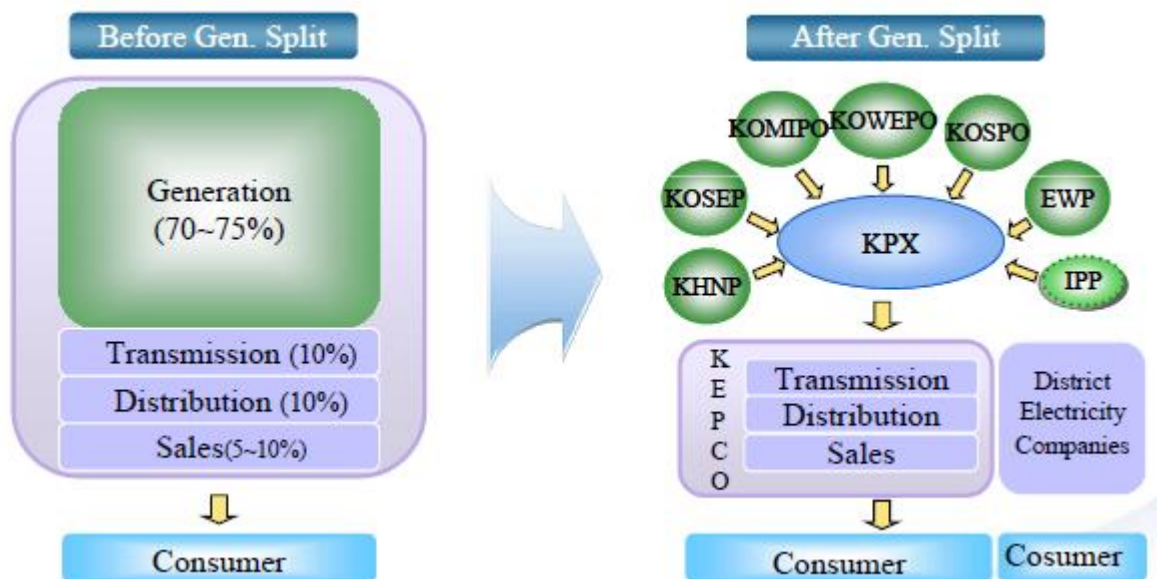 Before Gen. Split
Generation
(70~75%)
Transmission (10%)
Distribution (10%)
Sales(5~10%)
Consumer
After Gen. Split
KOMIPO
KOWEPO
KOSPO
KOSEP
EWP
KPX
KHNP
IPP
KEPCO
Transmission
Distribution
Sales
District
Electricity
Companies
Consumer
Cosumer